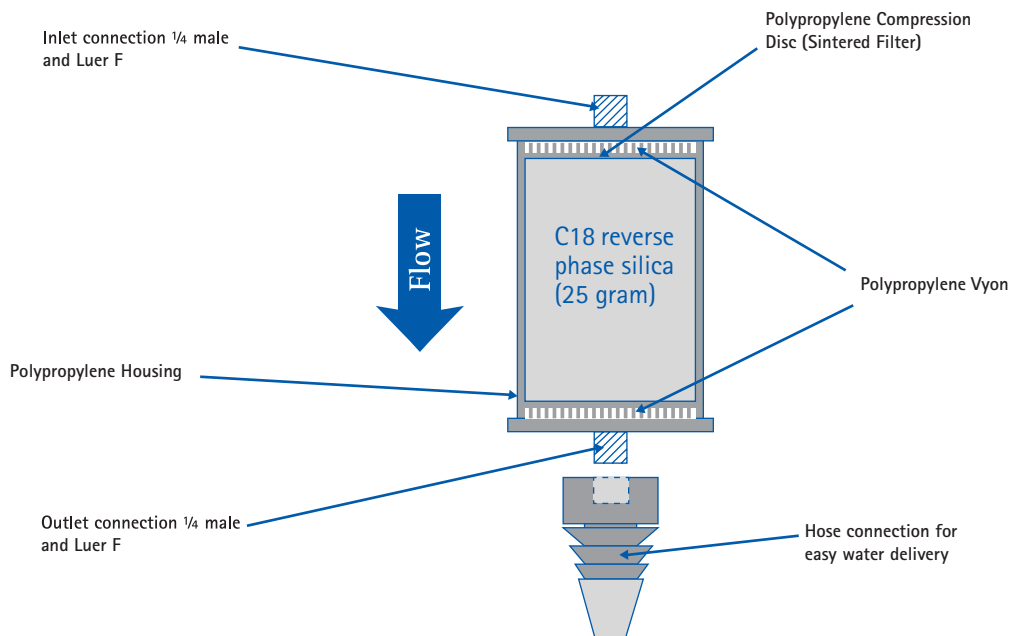 Polypropylene Compression
Disc (Sintered Filter)
Inlet connection ¼ male
and Luer F
Flow
C18 reverse
phase silica
(25 gram)
Polypropylene Vyon
Polypropylene Housing
Outlet connection ¼ male
and Luer F
Hose connection for
easy water delivery